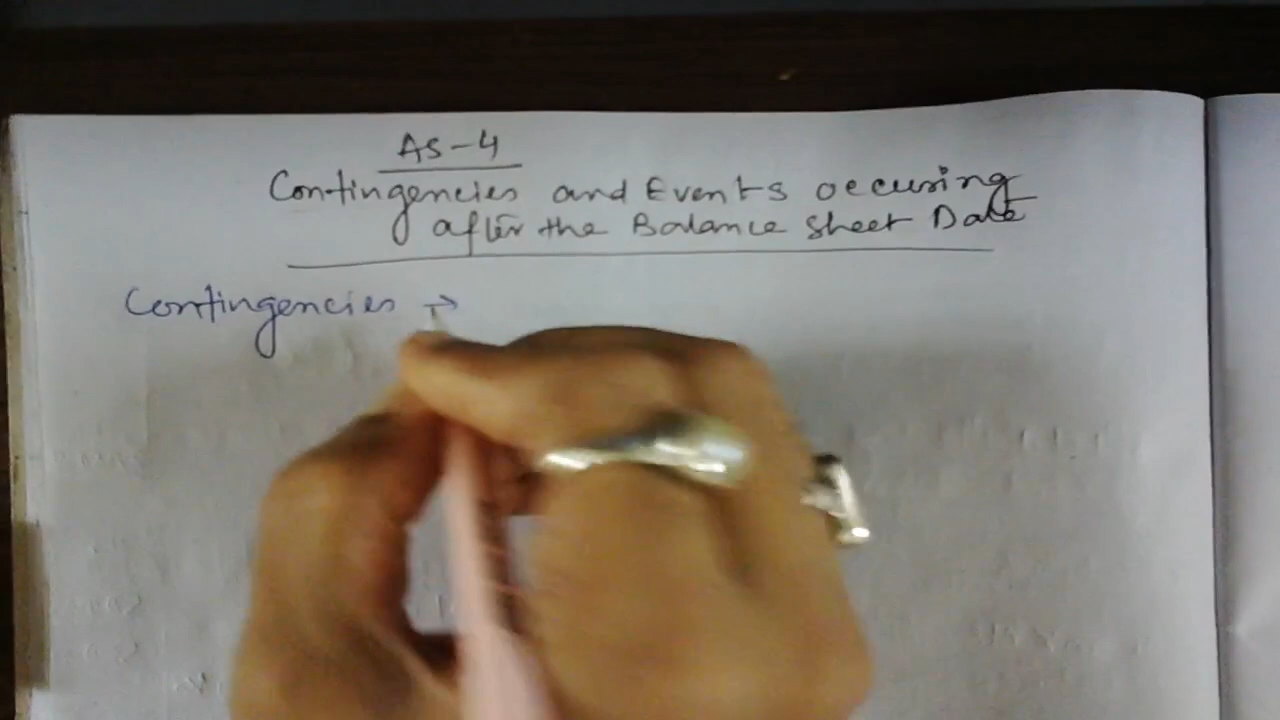 AS-4
Contingencies and Events occuring
after the Balance Sheet Date
Contingencies →